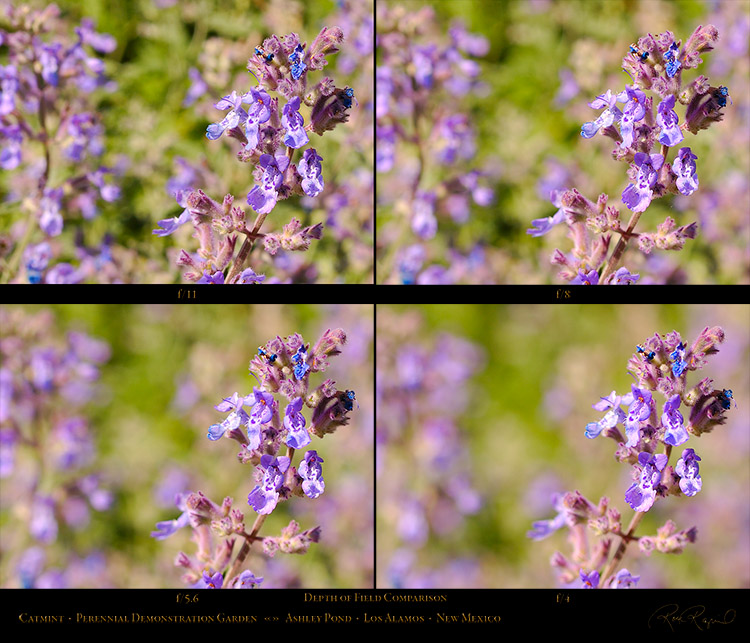 f/11
f/8
f 5.6
Depth of Field Comparison
f/4
Catmint · Perennial Demonstration Garden «» Ashley Pond · Los Alamos · New Mexico